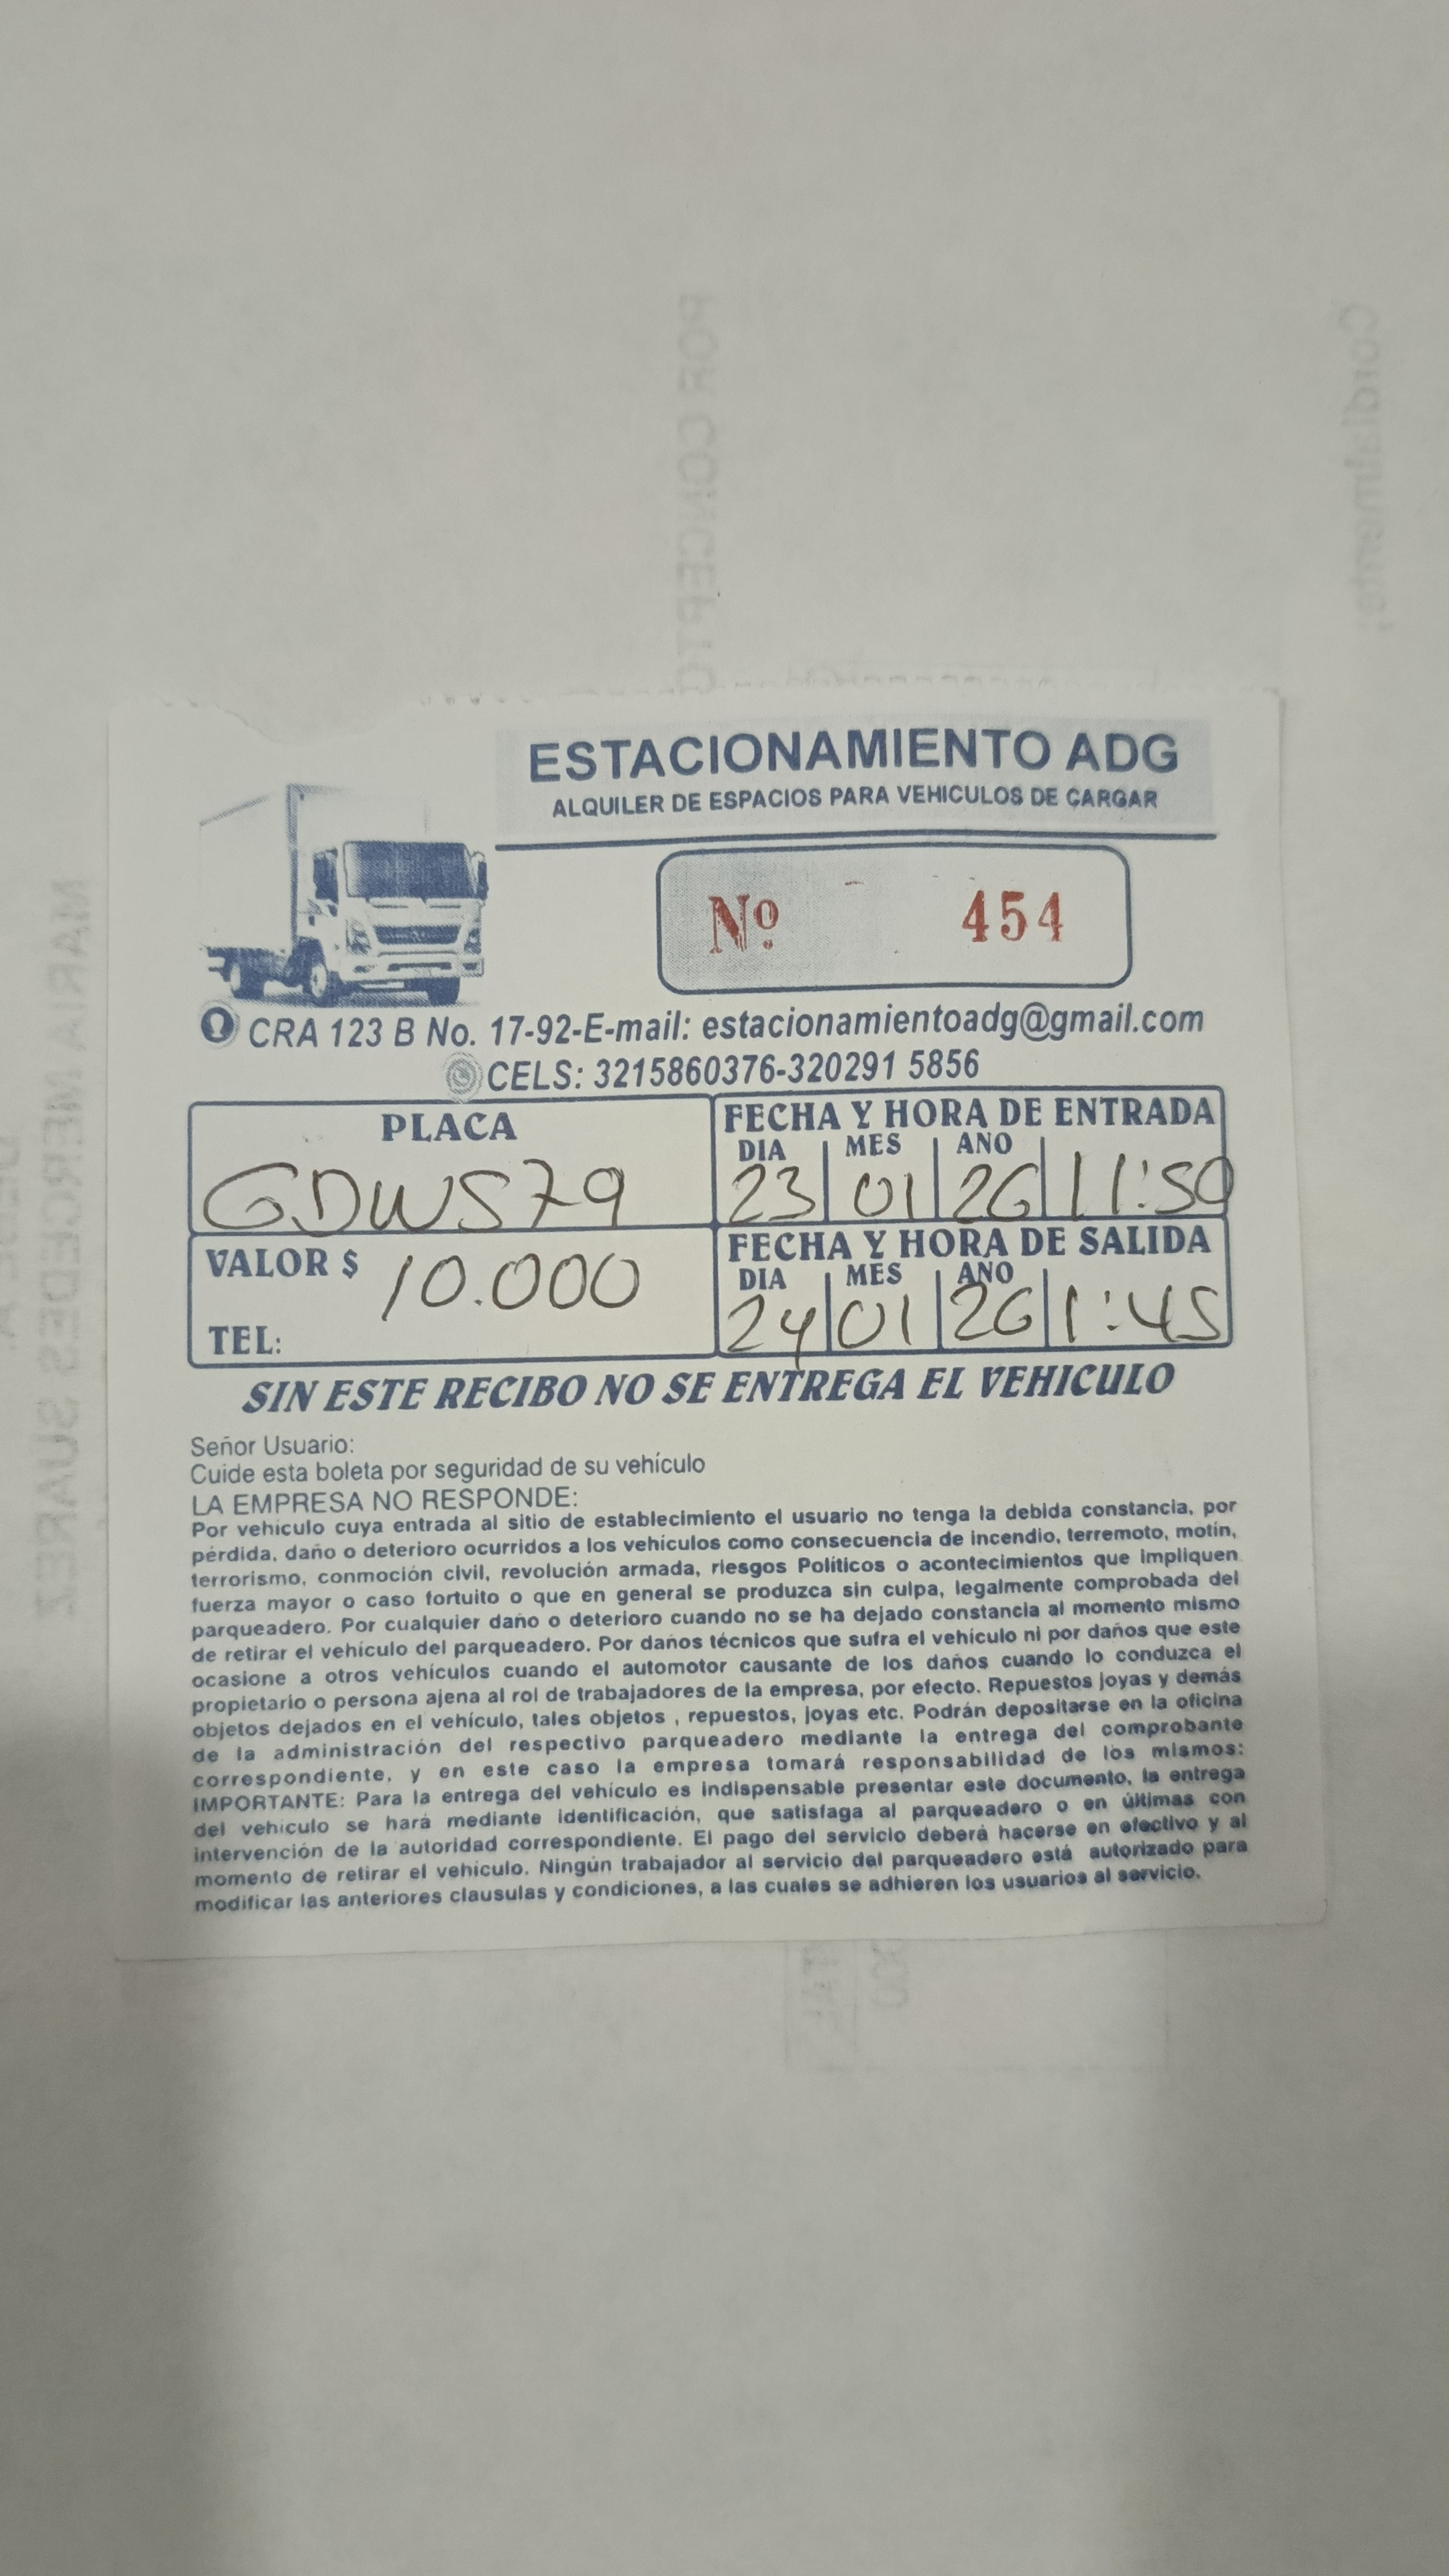 ESTACIONAMIENTO ADG
ALQUILER DE ESPACIOS PARA VEHICULOS DE CARGAR
Nº 454
CRA 123 B No. 17-92-E-mail: estacionamientoadg@gmail.com
CELS: 3215860376-320291 5856
PLACA
GDWS79
FECHA Y HORA DE ENTRADA
DIA MES AÑO
23 01 26 11:50
VALOR $ 10.000
TEL:
FECHA Y HORA DE SALIDA
DIA MES AÑO
24 01 26 1:45
SIN ESTE RECIBO NO SE ENTREGA EL VEHICULO
Señor Usuario:
Cuide esta boleta por seguridad de su vehículo
LA EMPRESA NO RESPONDE:
Por vehículo cuya entrada al sitio de establecimiento el usuario no tenga la debida constancia, por
pérdida, daño o deterioro ocurridos a los vehículos como consecuencia de incendio, terremoto, motín,
terrorismo, conmoción civil, revolución armada, riesgos Políticos o acontecimientos que impliquen
fuerza mayor o caso fortuito o que en general se produzca sin culpa, legalmente comprobada del
parqueadero. Por cualquier daño o deterioro cuando no se ha dejado constancia al momento mismo
de retirar el vehículo del parqueadero. Por daños técnicos que sufra el vehículo ni por daños que este
ocasione a otros vehículos cuando el automotor causante de los daños cuando lo conduzca el
propietario o persona ajena al rol de trabajadores de la empresa, por efecto. Repuestos joyas y demás
objetos dejados en el vehículo, tales objetos , repuestos, joyas etc. Podrán depositarse en la oficina
de la administración del respectivo parqueadero mediante la entrega del comprobante
correspondiente, y en este caso la empresa tomará responsabilidad de los mismos:
IMPORTANTE: Para la entrega del vehículo es indispensable presentar este documento, la entrega
del vehículo se hará mediante identificación, que satisfaga al parqueadero o en últimas con
intervención de la autoridad correspondiente. El pago del servicio deberá hacerse en efectivo y al
momento de retirar el vehículo. Ningún trabajador al servicio del parqueadero está autorizado para
modificar las anteriores clausulas y condiciones, a las cuales se adhieren los usuarios al servicio.
POR CONCEPTO
Cordialmente,
MARIA MERCEDES SUAREZ